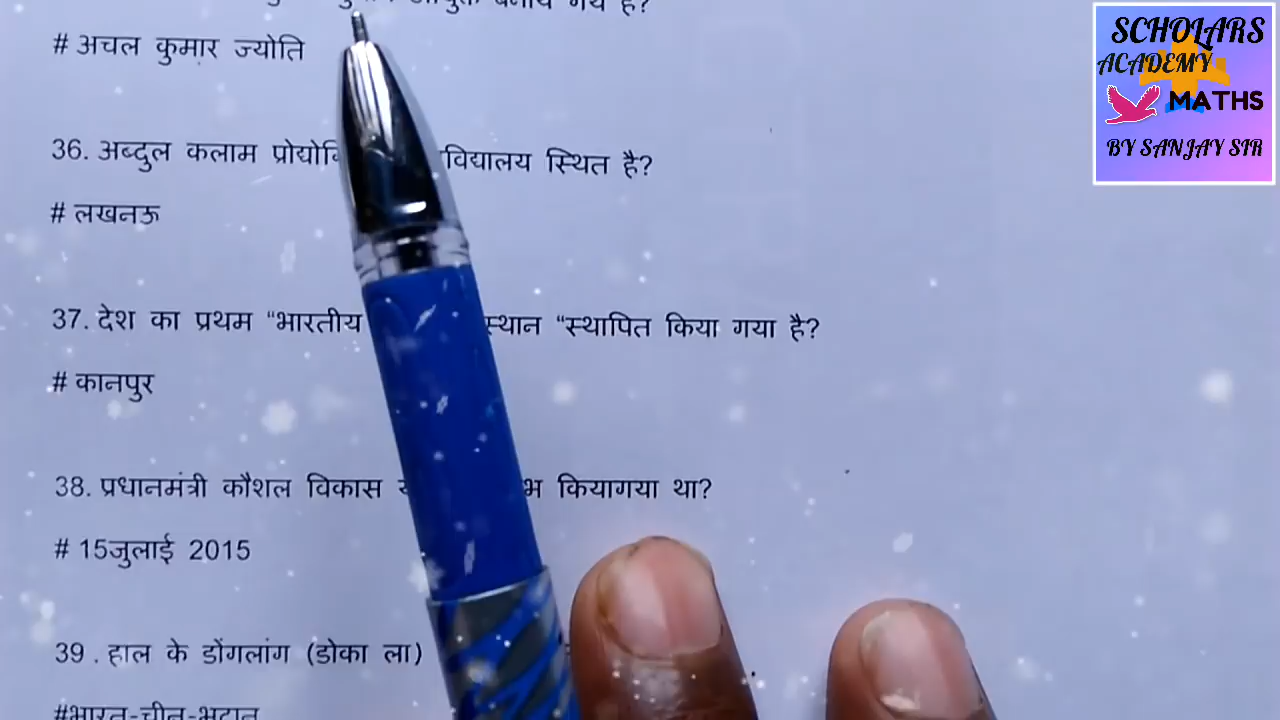 है?
# अचल कुमार ज्योति
36. अब्दुल कलाम विद्यालय स्थित है?
# लखनऊ
37. देश का प्रथम “भारतीय “स्थापित किया गया है?
# कानपुर
38. प्रधानमंत्री कौशल विकास कियागया था?
# 15जुलाई 2015
39 . हाल के डोंगलांग (डोका ला)
#भारत-चीन-भूटान
SCHOLARS
ACADEMY
MATHS
BY SANJAY SIR